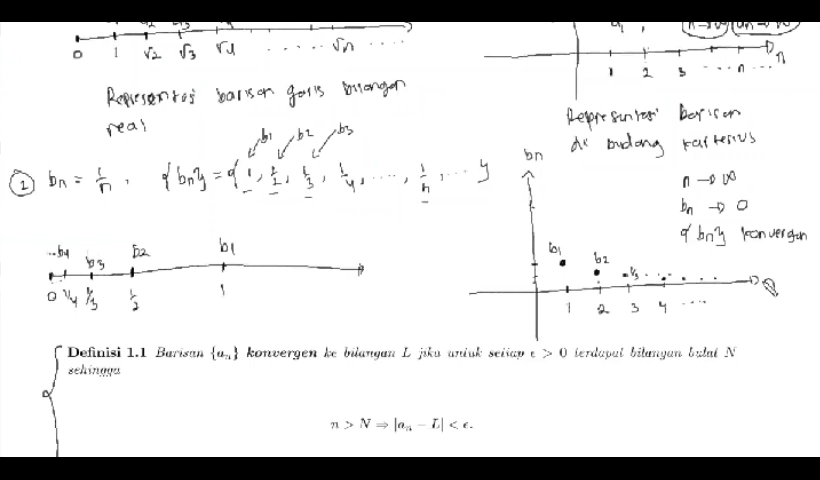 0 1 √2 √3 √4 ...... √n ....
Representasi barisan garis bilangan
real
1 2 3 ... n ... n
Representasi barisan
di bidang kartesius
n → ∞
bn → 0
{bn} konvergen
b1 b2 b3
② bn = 1/n, {bn} = { 1, 1/2, 1/3, 1/4, ..., 1/n, ... }
...b4 b3 b2 b1
0 1/4 1/3 1/2 1
bn
b1 b2 1/3 ....
1 2 3 4 ....
Definisi 1.1 Barisan {aₙ} konvergen ke bilangan L jika untuk setiap ϵ > 0 terdapat bilangan bulat N
sehingga
n > N ⇒ |aₙ − L| < ϵ.